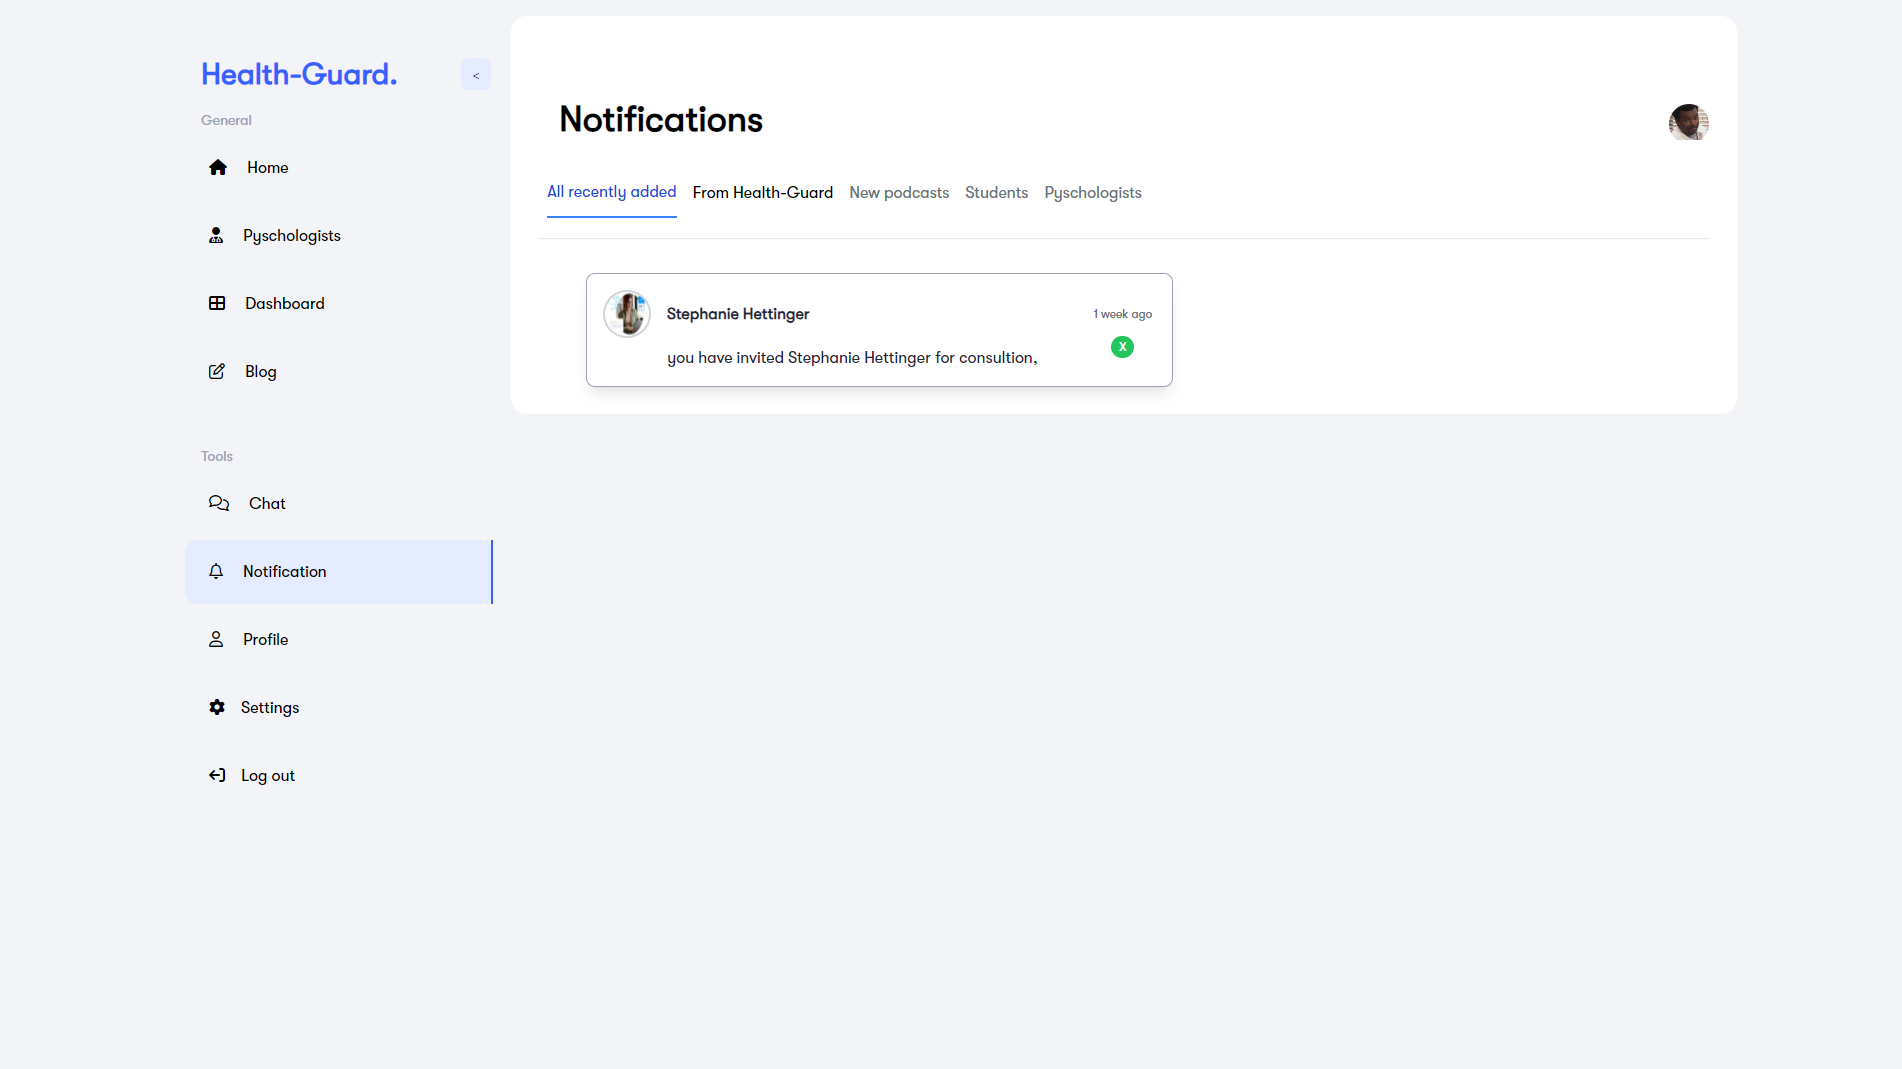 Health-Guard.
<
General
Home
Pyschologists
Dashboard
Blog
Tools
Chat
Notification
Profile
Settings
Log out
Notifications
All recently added From Health-Guard New podcasts Students Pyschologists
Stephanie Hettinger 1 week ago
X
you have invited Stephanie Hettinger for consultion,